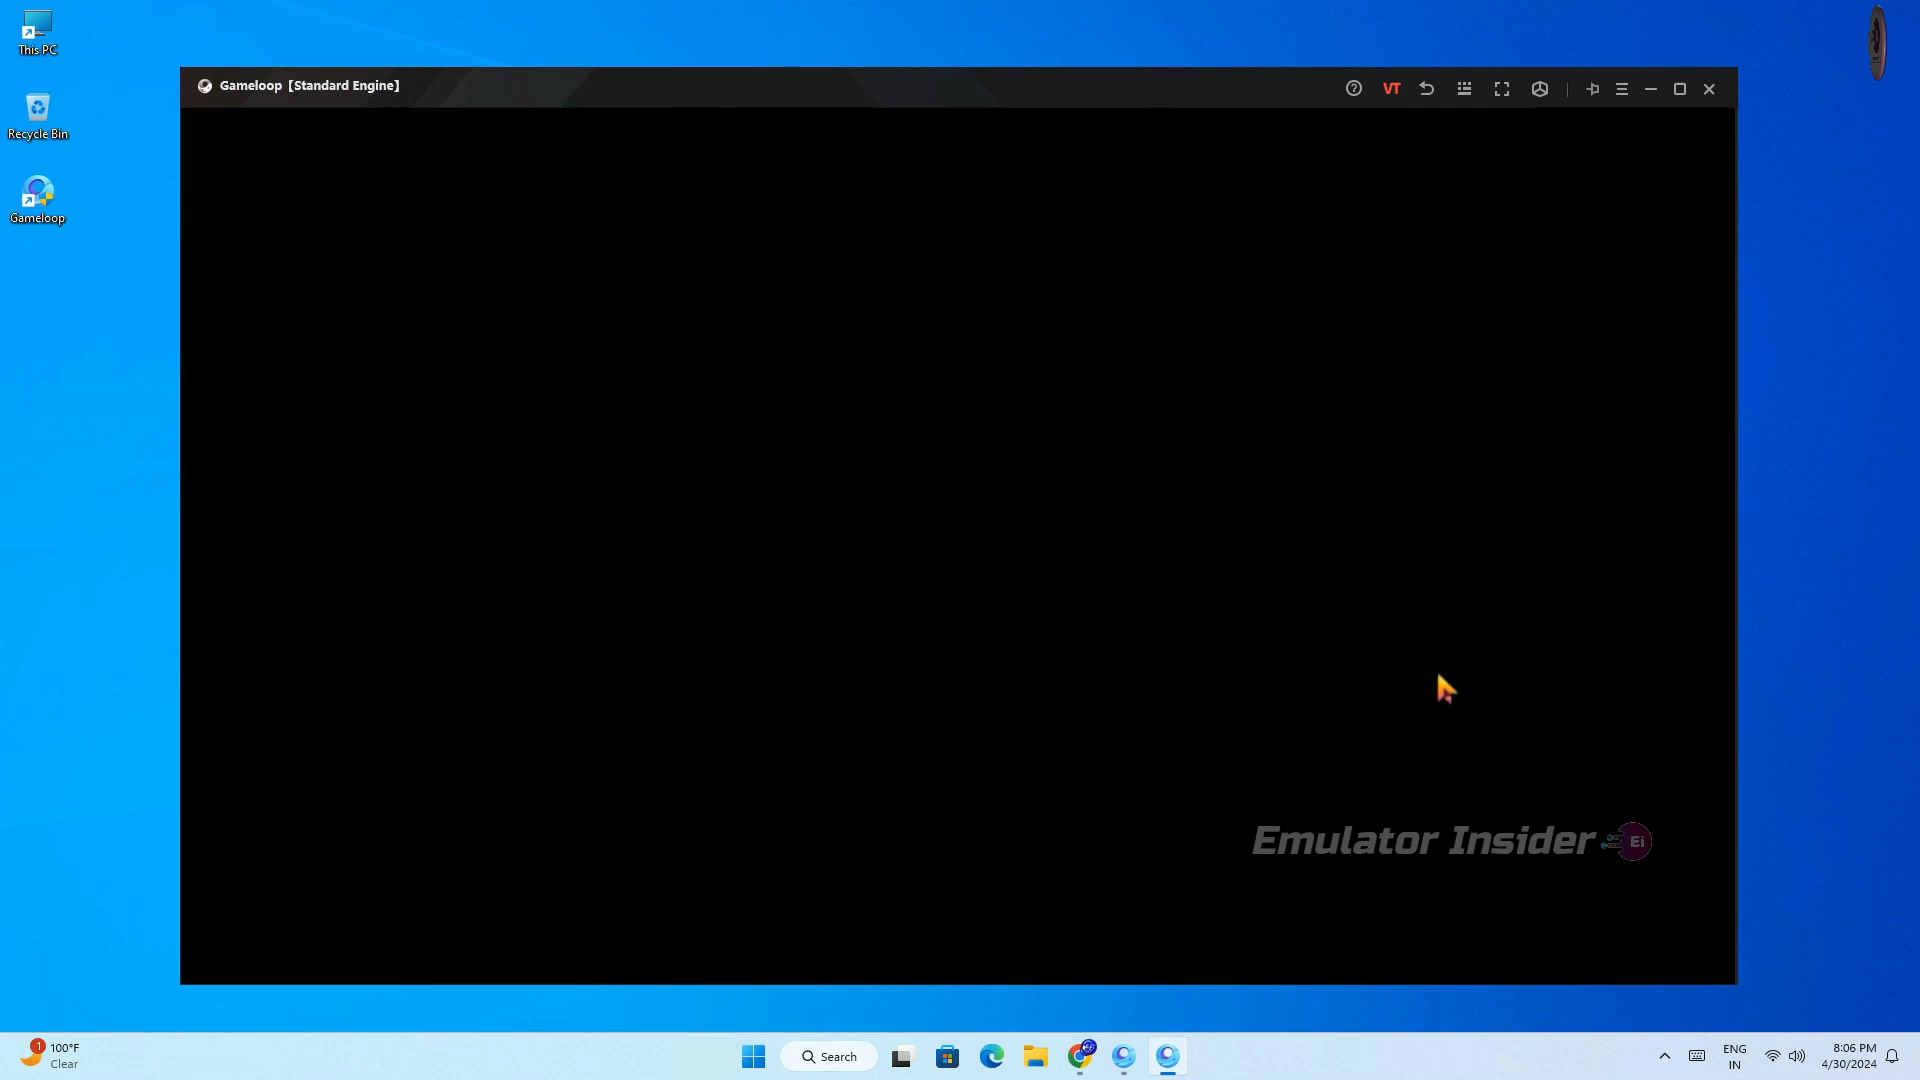 This PC
Recycle Bin
Gameloop
Gameloop【Standard Engine】
VT
Emulator Insider
Ei
1
100°F
Clear
Search
ENG
IN
8:06 PM
4/30/2024